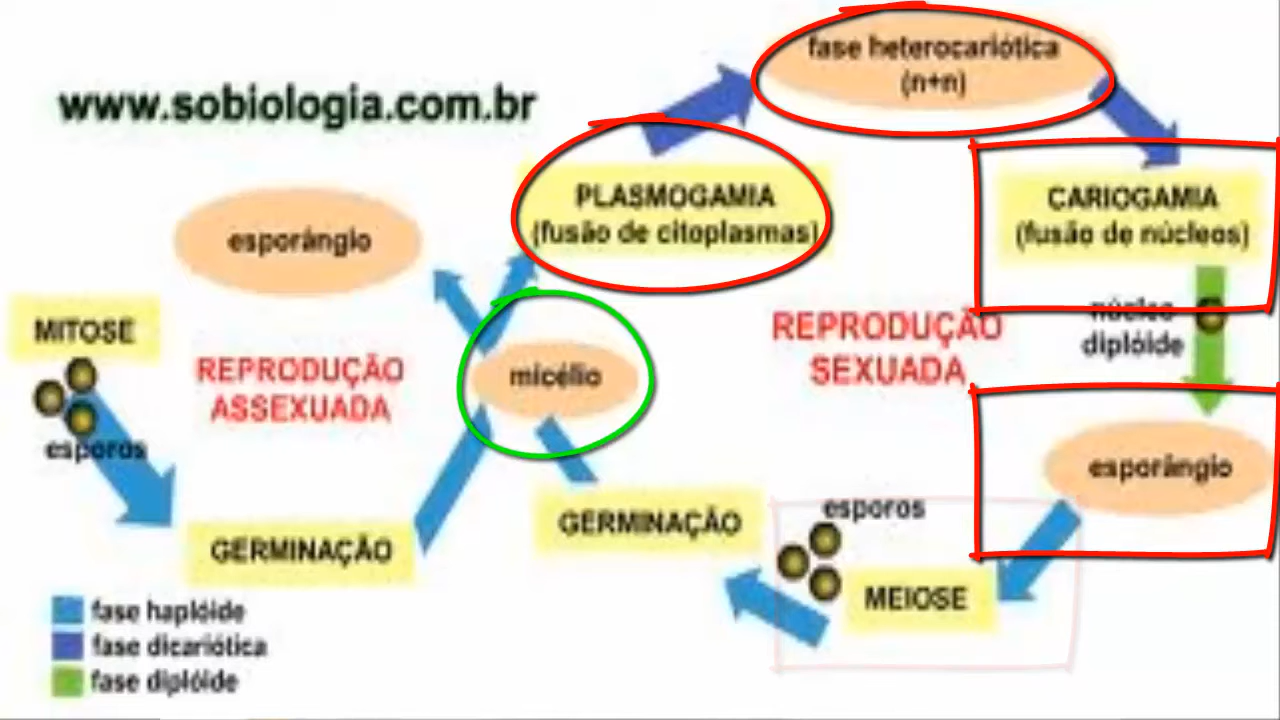 fase heterocariótica
(n+n)
www.sobiologia.com.br
PLASMOGAMIA
(fusão de citoplasmas)
CARIOGAMIA
(fusão de núcleos)
esporângio
MITOSE
esporos
REPRODUÇÃO
ASSEXUADA
micélio
REPRODUÇÃO
SEXUADA
núcleo
diplóide
esporângio
GERMINAÇÃO
GERMINAÇÃO
esporos
MEIOSE
fase haplóide
fase dicariótica
fase diplóide